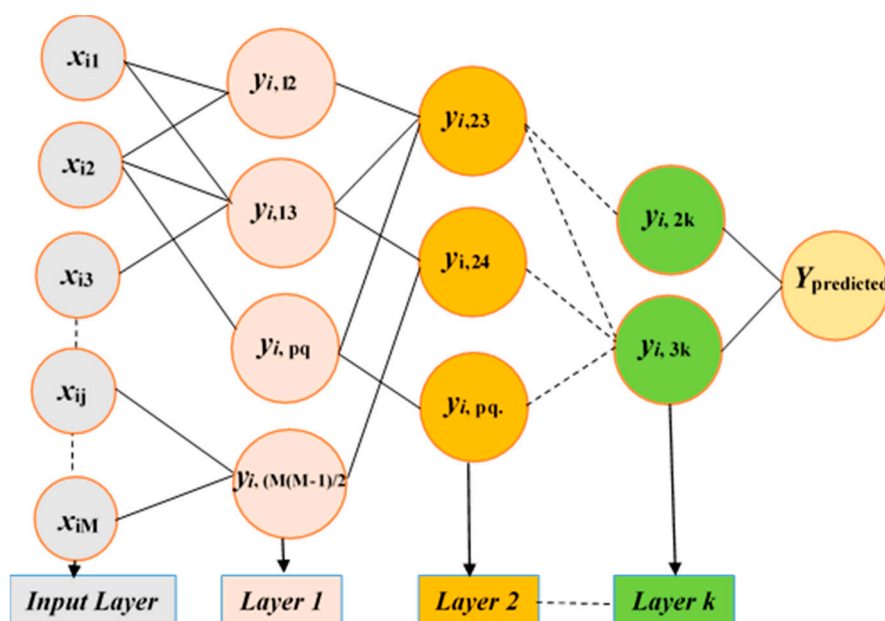 xi1
xi2
xi3
xij
xiM
Input Layer
yi, 12
yi,13
yi, pq
yi, (M(M-1)/2
Layer 1
yi,23
yi,24
yi, pq.
Layer 2
yi, 2k
yi, 3k
Layer k
Ypredicted